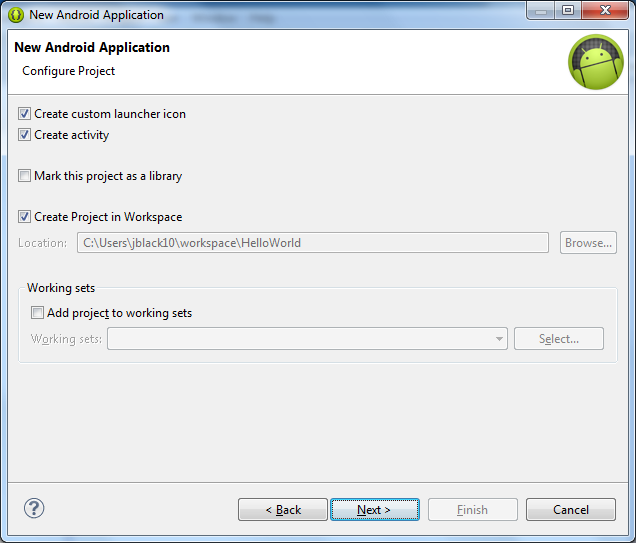 New Android Application
New Android Application
Configure Project
Create custom launcher icon
Create activity
Mark this project as a library
Create Project in Workspace
Location: C:\Users\jblack10\workspace\HelloWorld Browse...
Working sets
Add project to working sets
Working sets: Select...
? < Back Next > Finish Cancel